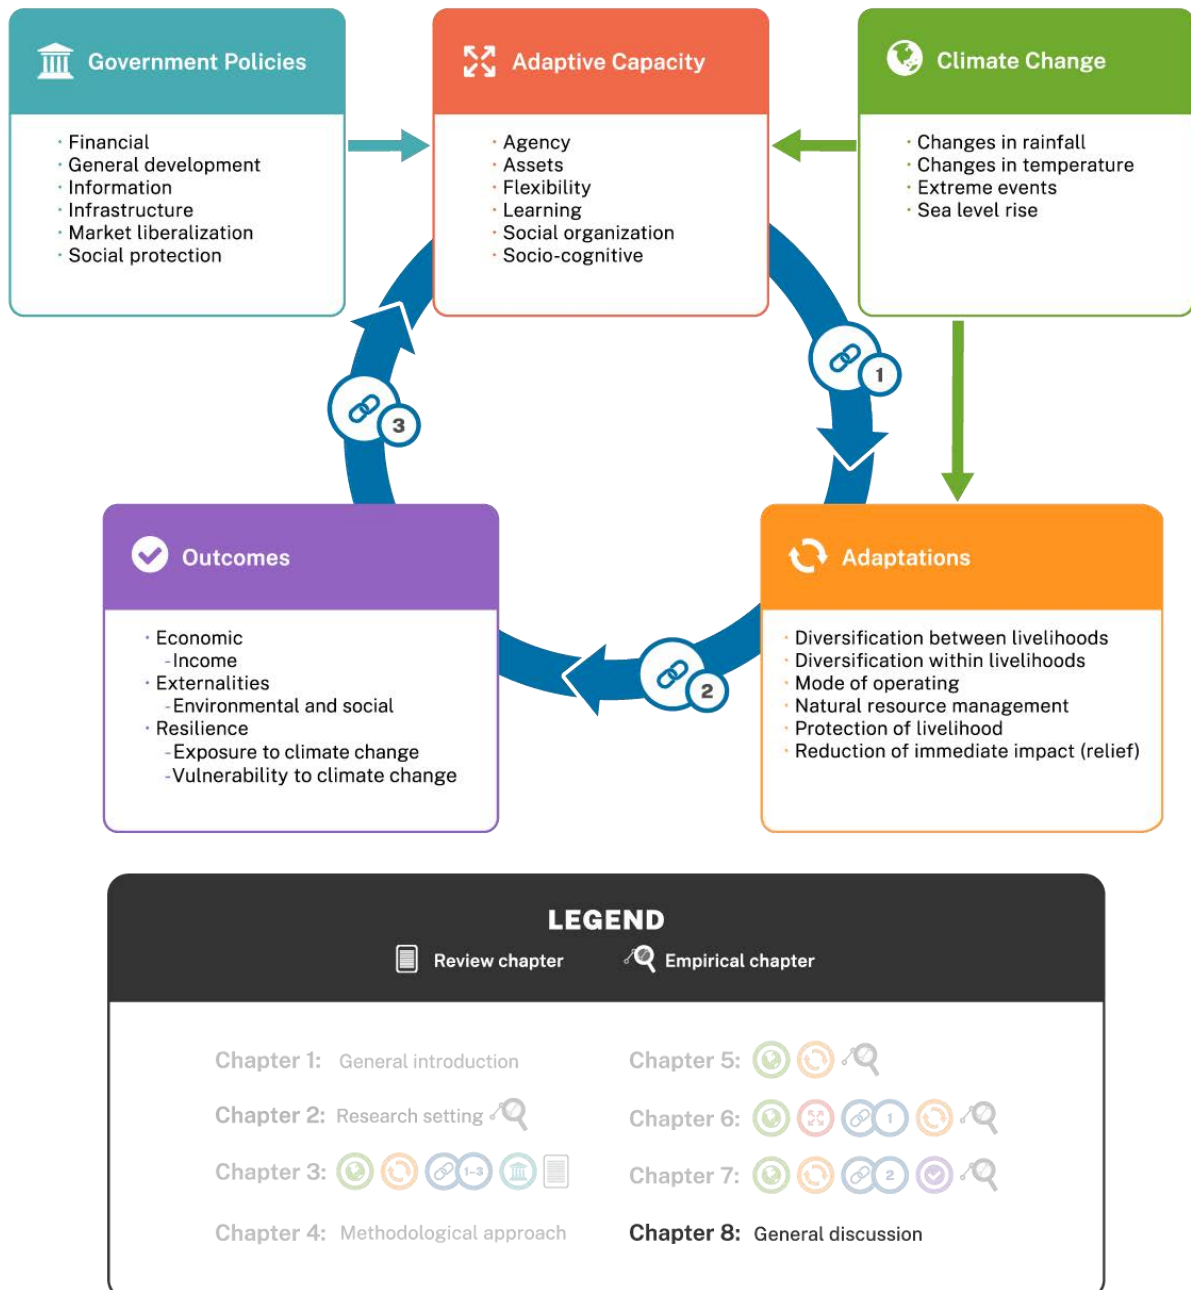 Government Policies
· Financial
· General development
· Information
· Infrastructure
· Market liberalization
· Social protection
Adaptive Capacity
· Agency
· Assets
· Flexibility
· Learning
· Social organization
· Socio-cognitive
Climate Change
· Changes in rainfall
· Changes in temperature
· Extreme events
· Sea level rise
1
3
Outcomes
· Economic
- Income
· Externalities
- Environmental and social
· Resilience
- Exposure to climate change
- Vulnerability to climate change
2
Adaptations
· Diversification between livelihoods
· Diversification within livelihoods
· Mode of operating
· Natural resource management
· Protection of livelihood
· Reduction of immediate impact (relief)
LEGEND
Review chapter
Empirical chapter
Chapter 1: General introduction
Chapter 2: Research setting
Chapter 3: 1-3
Chapter 4: Methodological approach
Chapter 5:
Chapter 6: 1
Chapter 7: 2
Chapter 8: General discussion